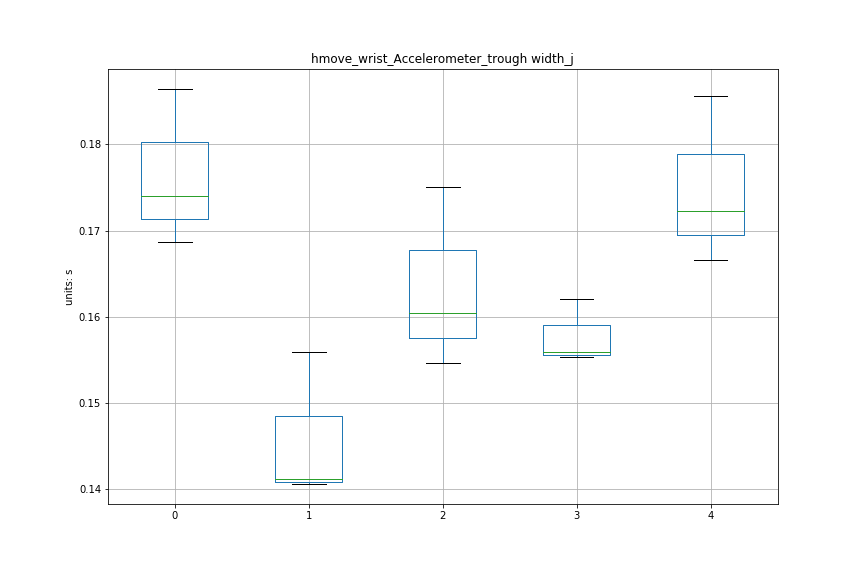 hmove_wrist_Accelerometer_trough width_j
units: s
0.18
0.17
0.16
0.15
0.14
0 1 2 3 4